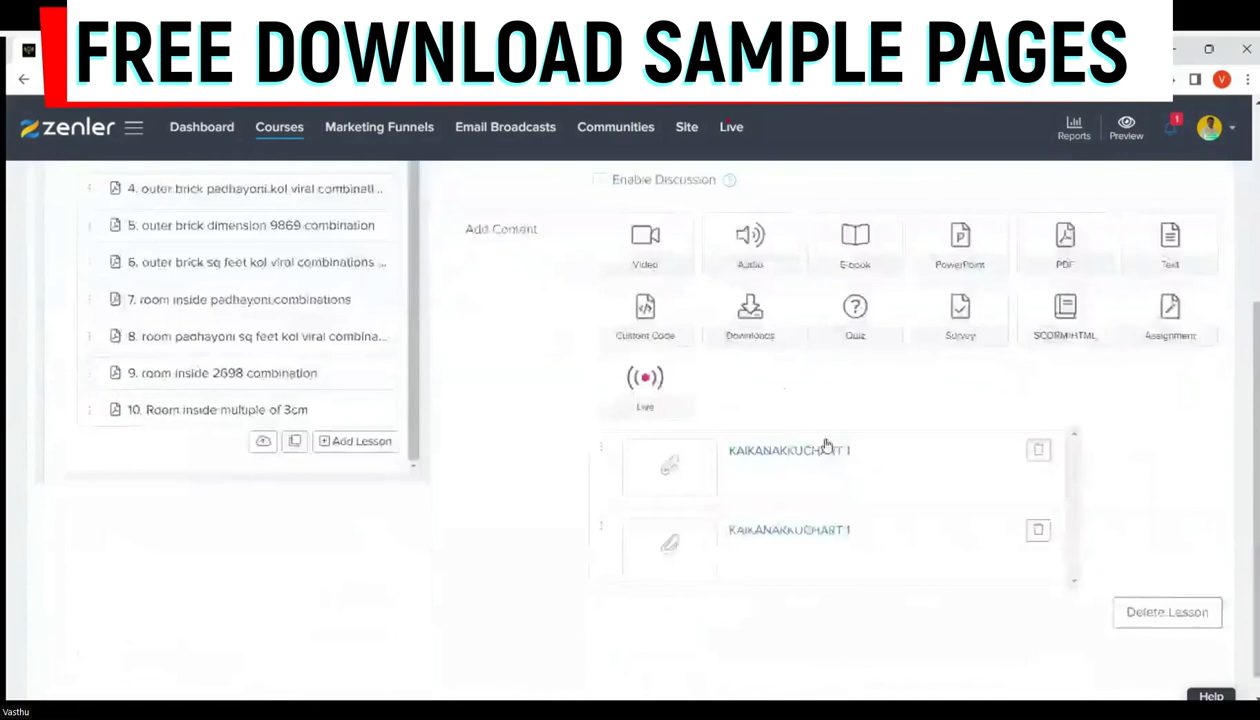 FREE DOWNLOAD SAMPLE PAGES
zenler
Dashboard
Courses
Marketing Funnels
Email Broadcasts
Communities
Site
Live
Reports
Preview
1
V
4. outer brick padhayoni.kol viral combinati ..
5. outer brick dimension 9869 combination
6. outer brick sq feet kol viral combinations ...
7. room inside padhayoni.combinations
8. room padhayoni sq feet kol viral combina...
9. room inside 2698 combination
10. Room inside multiple of 3cm
Add Lesson
Enable Discussion
Add Content
Video
Audio
E-book
PowerPoint
PDF
Text
Custom Code
Downloads
Quiz
Survey
SCORM/HTML
Assignment
Live
KAIKANAKKUCHART 1
KAIKANAKKUCHART 1
Delete Lesson
Help
Vasthu